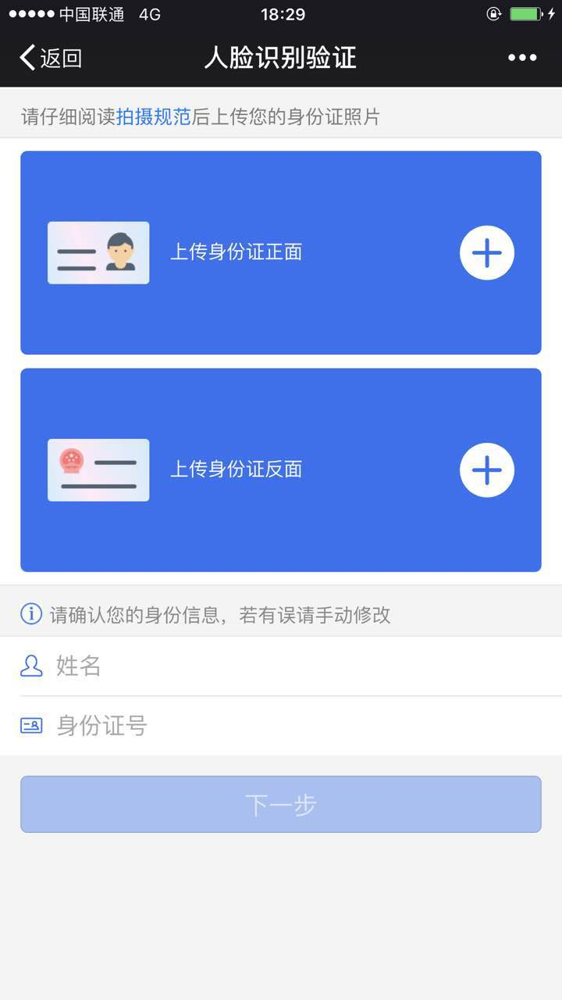 中国联通 4G 18:29
返回 人脸识别验证
请仔细阅读拍摄规范后上传您的身份证照片
上传身份证正面
上传身份证反面
请确认您的身份信息，若有误请手动修改
姓名
身份证号
下一步